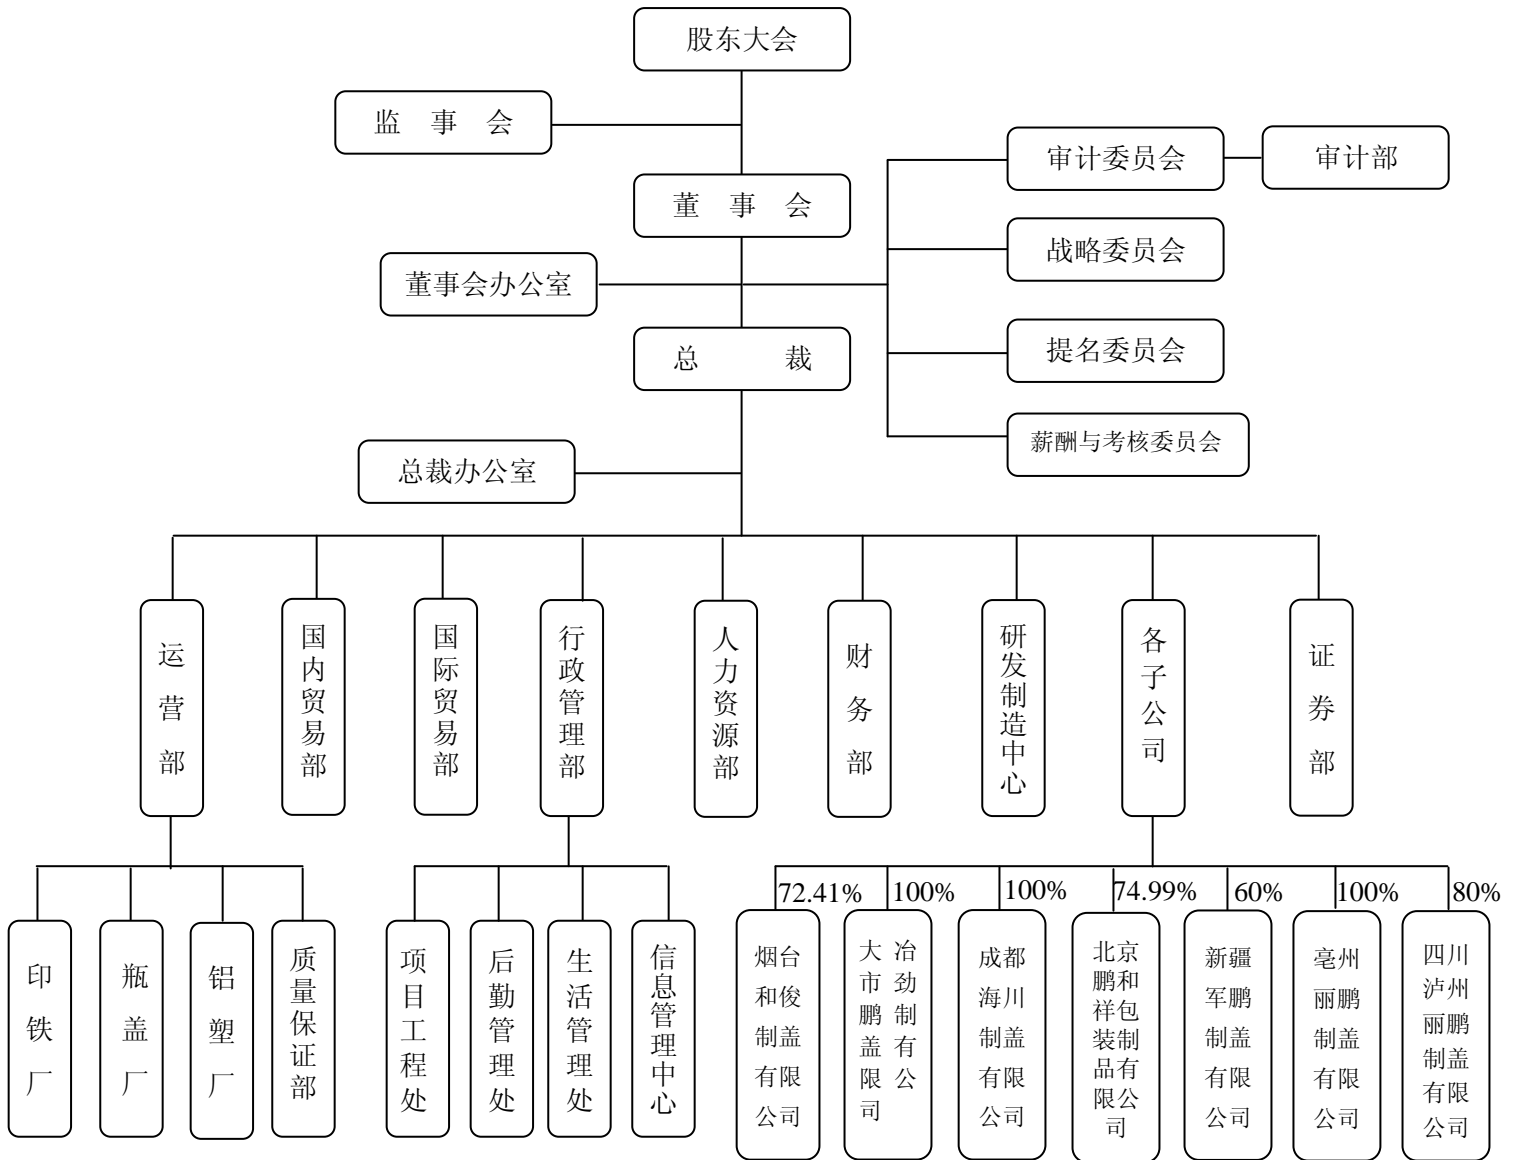 股东大会
监 事 会
审计委员会
审计部
董 事 会
战略委员会
董事会办公室
提名委员会
总 裁
薪酬与考核委员会
总裁办公室
运营部
国内贸易部
国际贸易部
行政管理部
人力资源部
财务部
研发制造中心
各子公司
证券部
72.41%
100%
100%
74.99%
60%
100%
80%
印铁厂
瓶盖厂
铝塑厂
质量保证部
项目工程处
后勤管理处
生活管理处
信息管理中心
烟台
和俊
制盖
有限
公司
大冶
市劲
鹏制
盖有
限公
司
成都
海川
制盖
有限
公司
北京
鹏和
祥包
装制
品有
限公
司
新疆
军鹏
制盖
有限
公司
亳州
丽鹏
制盖
有限
公司
四川
泸州
丽鹏
制盖
有限
公司